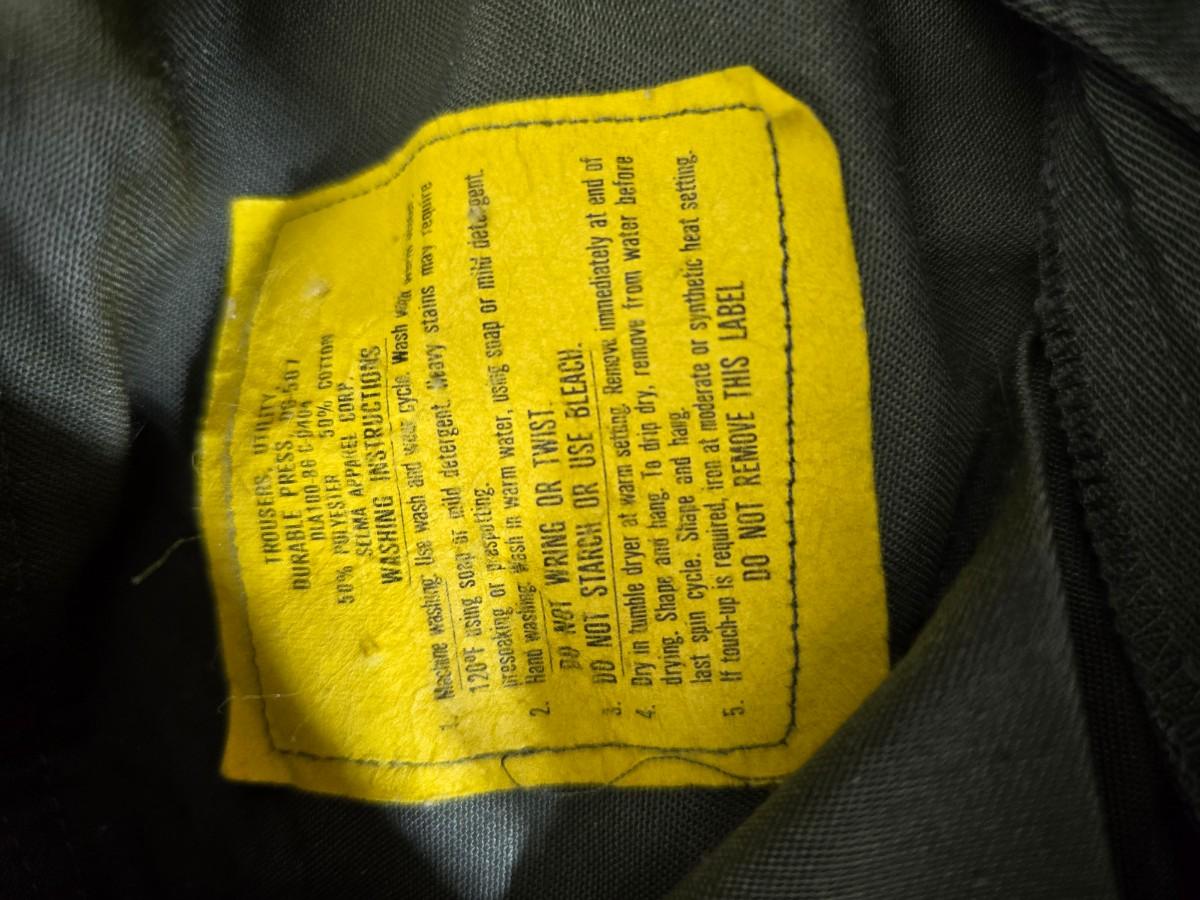 TROUSERS, UTILITY,
DURABLE PRESS, OG-507
DLA100-86-C-0404
50% POLYESTER 50% COTTON
SELMA APPAREL CORP.
WASHING INSTRUCTIONS
1. Machine washing. Use wash and wear cycle. Wash with warm water,
120°F using soap or mild detergent. Heavy stains may require
presoaking or prespotting.
2. Hand washing. Wash in warm water, using soap or mild detergent.
DO NOT WRING OR TWIST.
3. DO NOT STARCH OR USE BLEACH.
4. Dry in tumble dryer at warm setting. Remove immediately at end of
drying. Shape and hang. To drip dry, remove from water before
last spin cycle. Shape and hang.
5. If touch-up is required, iron at moderate or synthetic heat setting.
DO NOT REMOVE THIS LABEL